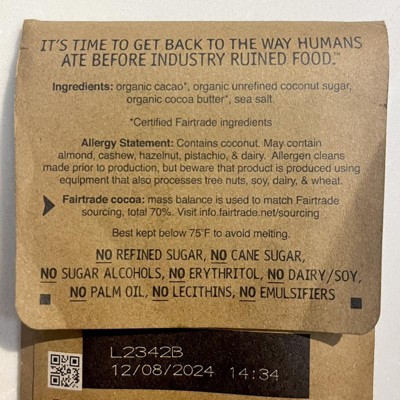 IT'S TIME TO GET BACK TO THE WAY HUMANS
ATE BEFORE INDUSTRY RUINED FOOD.™
Ingredients: organic cacao*, organic unrefined coconut sugar,
organic cocoa butter*, sea salt.
*Certified Fairtrade ingredients
Allergy Statement: Contains coconut. May contain
almond, cashew, hazelnut, pistachio, & dairy. Allergen cleans
made prior to production, but beware that product is produced using
equipment that also processes tree nuts, soy, dairy, & wheat.
Fairtrade cocoa: mass balance is used to match Fairtrade
sourcing, total 70%. Visit info.fairtrade.net/sourcing
Best kept below 75°F to avoid melting.
NO REFINED SUGAR, NO CANE SUGAR,
NO SUGAR ALCOHOLS, NO ERYTHRITOL, NO DAIRY/SOY,
NO PALM OIL, NO LECITHINS, NO EMULSIFIERS
L2342B
12/08/2024 14:34